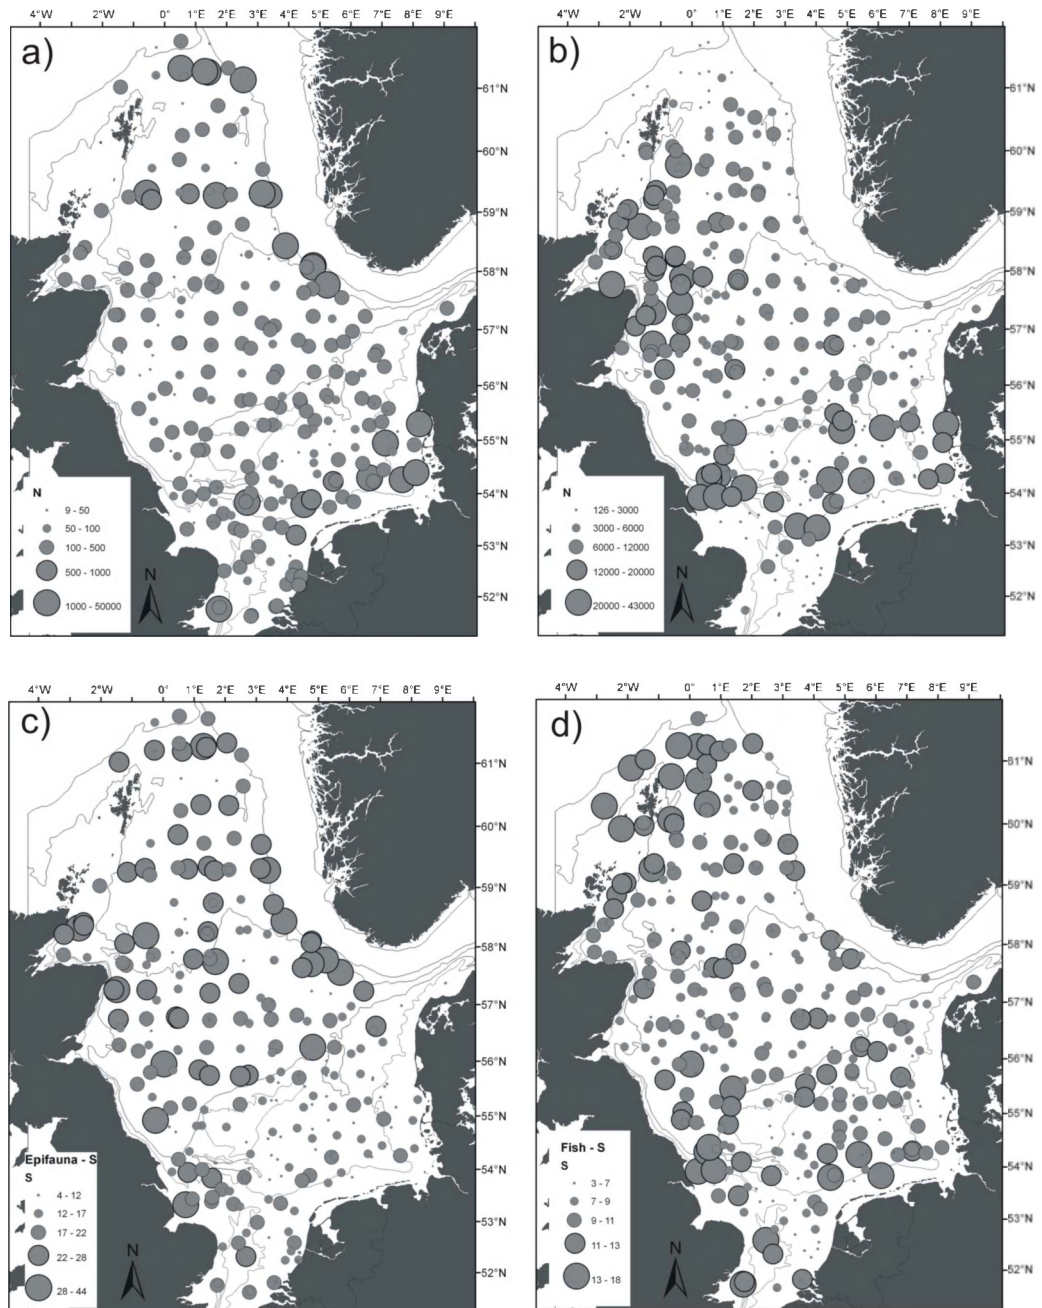 4°W 2°W 0° 1°E 2°E 3°E 4°E 5°E 6°E 7°E 8°E 9°E
a)
61°N
60°N
59°N
58°N
57°N
56°N
55°N
54°N
53°N
52°N
N
9 - 50
50 - 100
100 - 500
500 - 1000
1000 - 50000
N
4°W 2°W 0° 1°E 2°E 3°E 4°E 5°E 6°E 7°E 8°E 9°E
b)
61°N
60°N
59°N
58°N
57°N
56°N
55°N
54°N
53°N
52°N
N
126 - 3000
3000 - 6000
6000 - 12000
12000 - 20000
20000 - 43000
N
4°W 2°W 0° 1°E 2°E 3°E 4°E 5°E 6°E 7°E 8°E 9°E
c)
61°N
60°N
59°N
58°N
57°N
56°N
55°N
54°N
53°N
52°N
Epifauna - S
S
4 - 12
12 - 17
17 - 22
22 - 28
28 - 44
N
4°W 2°W 0° 1°E 2°E 3°E 4°E 5°E 6°E 7°E 8°E 9°E
d)
61°N
60°N
59°N
58°N
57°N
56°N
55°N
54°N
53°N
52°N
Fish - S
S
3 - 7
7 - 9
9 - 11
11 - 13
13 - 18
N